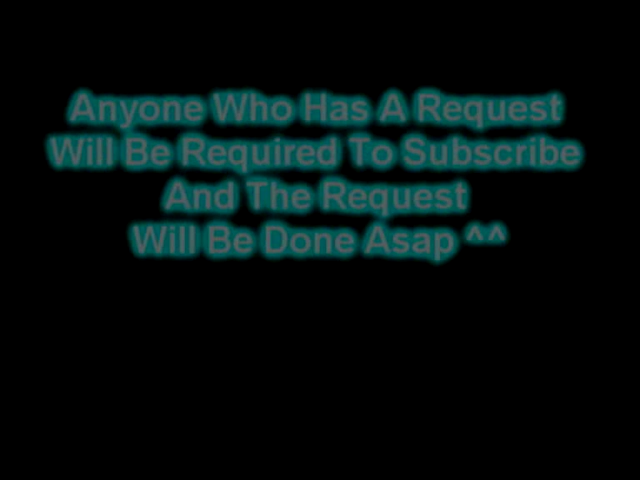 Anyone Who Has A Request
Will Be Required To Subscribe
And The Request
Will Be Done Asap ^^